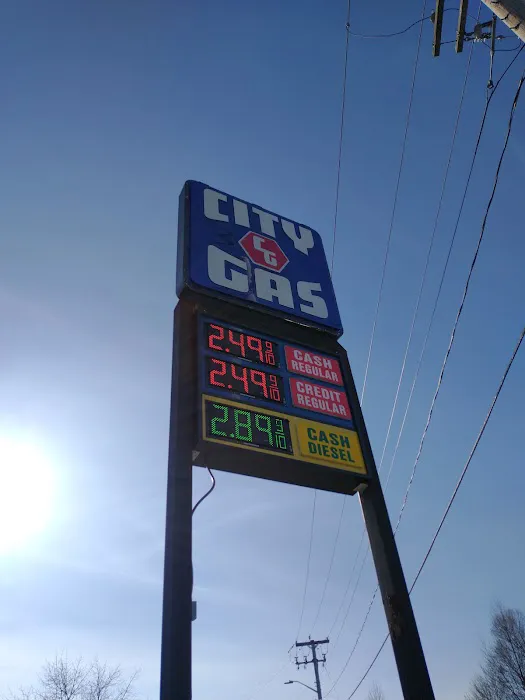 CITY
CG
GAS
2.49 9/10 CASH REGULAR
2.49 9/10 CREDIT REGULAR
2.89 9/10 CASH DIESEL